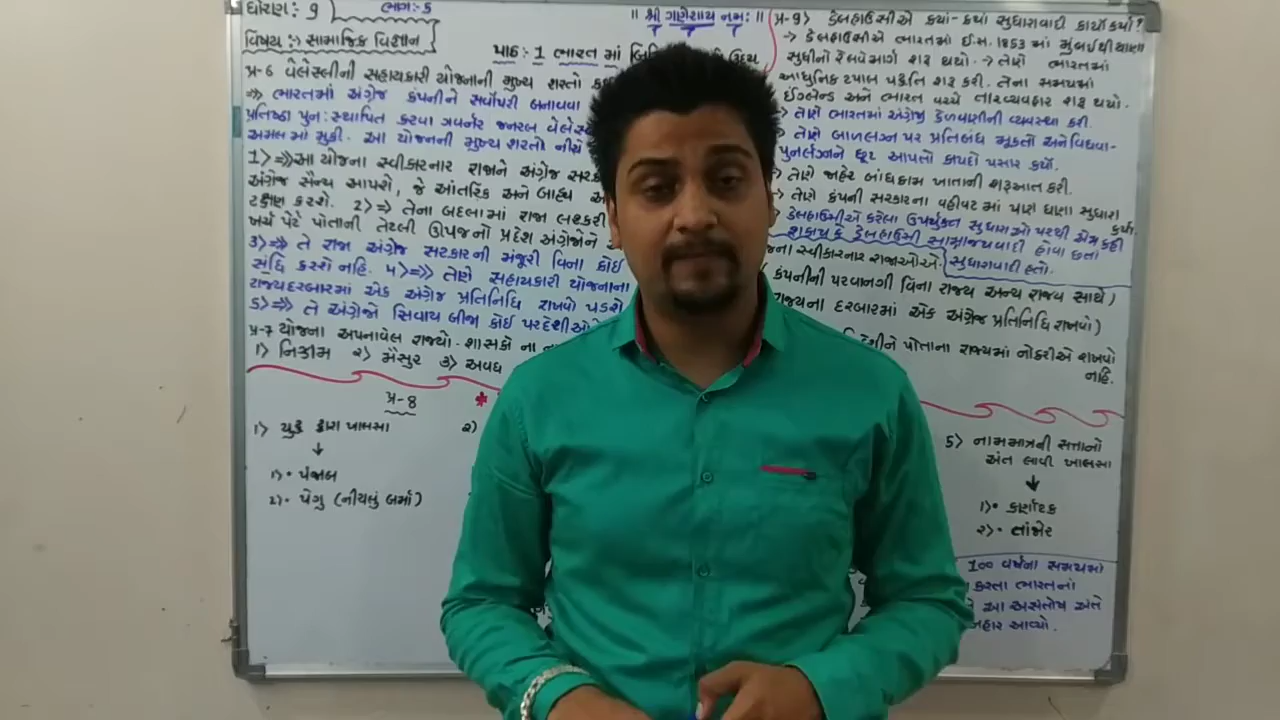 ધોરણ: 9
ભાગ:-5
|| શ્રી ગણેશાય નમઃ ||
વિષય :- સામાજિક વિજ્ઞાન
પાઠ: 1 ભારત માં
ઉદય
પ્ર-6 વેલેસ્લીની સહાયકારી યોજનાની મુખ્ય શરતો
=> ભારતમાં અંગ્રેજ કંપનીને સર્વોપરી બનાવવા
પ્રતિષ્ઠા પુન:સ્થાપિત કરવા ગવર્નર જનરલ
અમલ માં મુકી. આ યોજનાની મુખ્ય શરતો નીચે
1> => આ યોજના સ્વીકારનાર રાજાને અંગ્રેજ
અંગ્રેજ સૈન્ય આપશે, જે આંતરિક અને બાહ્ય
રક્ષણ કરશે. 2> => તેના બદલામાં રાજા લશ્કરી
ખર્ચ પેટે પોતાની તેટલી ઊપજનો પ્રદેશ અંગ્રેજોને
3> => તે રાજા અંગ્રેજ સરકારની મંજૂરી વિના કોઈ
સંધિ કરશે નહિ. 4> => તેણે સહાયકારી યોજનાના
રાજ્યદરબારમાં એક અંગ્રેજ પ્રતિનિધિ રાખવો પડશે
5> => તે અંગ્રેજો સિવાય બીજા કોઈ પરદેશીઓને
પ્ર-7 યોજના અપનાવેલ રાજ્યો - શાસકો ના
1) નિઝામ 2) મૈસુર 3) અવધ
પ્ર-8
1> યુદ્ધ દ્વારા ખાલસા
1)• પંજાબ
2)• પેગુ (નીચલું બર્મા)
2)
પ્ર-9> ડેલહાઉસીએ કયાં-કયાં સુધારાવાદી કાર્યો કર્યાં?
-> ડેલહાઉસીએ ભારતમાં ઈ.સ. 1853 માં મુંબઈથી થાણા
સુધીનો રેલવેમાર્ગ શરૂ થયો. -> તેણે ભારતમાં
આધુનિક ટપાલ પદ્ધતિ શરૂ કરી. તેના સમયમાં
ઈંગ્લેન્ડ અને ભારત વચ્ચે તારવ્યવહાર શરૂ થયો.
-> તેણે ભારતમાં અંગ્રેજી કેળવણીની વ્યવસ્થા કરી.
-> તેણે બાળલગ્ન પર પ્રતિબંધ મૂકતો અને વિધવા-
પુનર્લગ્નને છૂટ આપતો કાયદો પસાર કર્યો.
-> તેણે જાહેર બાંધકામ ખાતાની શરૂઆત કરી.
-> તેણે કંપની સરકારના વહીવટ માં પણ ઘણા સુધારા કર્યા.
-> ડેલહાઉસીએ કરેલા ઉપર્યુક્ત સુધારાઓ પરથી એમ કહી
શકાય કે ડેલહાઉસી સામ્રાજ્યવાદી હોવા છતાં
સુધારાવાદી હતો.
સ્વીકારનાર રાજાઓએ
કંપનીની પરવાનગી વિના રાજ્ય અન્ય રાજ્ય સાથે)
રાજ્યના દરબારમાં એક અંગ્રેજ પ્રતિનિધિ રાખવો)
પોતાના રાજ્યમાં નોકરીએ રાખવો
નહિ.
5> નામમાત્રની સત્તાનો
અંત લાવી ખાલસા
1)• કર્ણાટક
2)• તાંજોર
100 વર્ષના સમયમાં
કરતા ભારતનાં
આ અસંતોષ અંતે
બહાર આવ્યો.